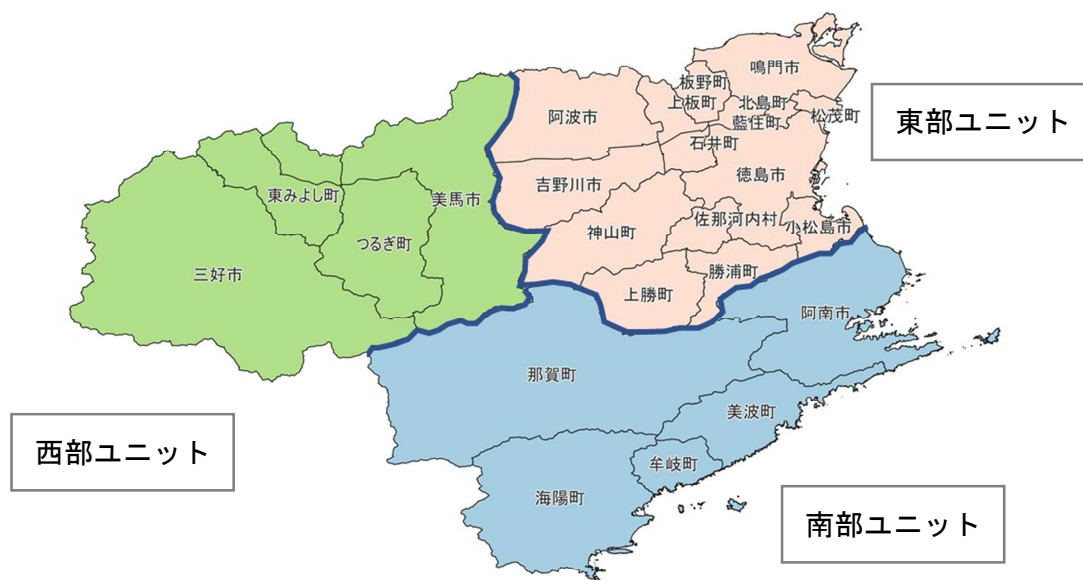 鳴門市
板野町
上板町
北島町
松茂町
藍住町
阿波市
石井町
東部ユニット
徳島市
吉野川市
美馬市
東みよし町
佐那河内村
小松島市
神山町
つるぎ町
三好市
勝浦町
上勝町
阿南市
那賀町
美波町
西部ユニット
牟岐町
海陽町
南部ユニット